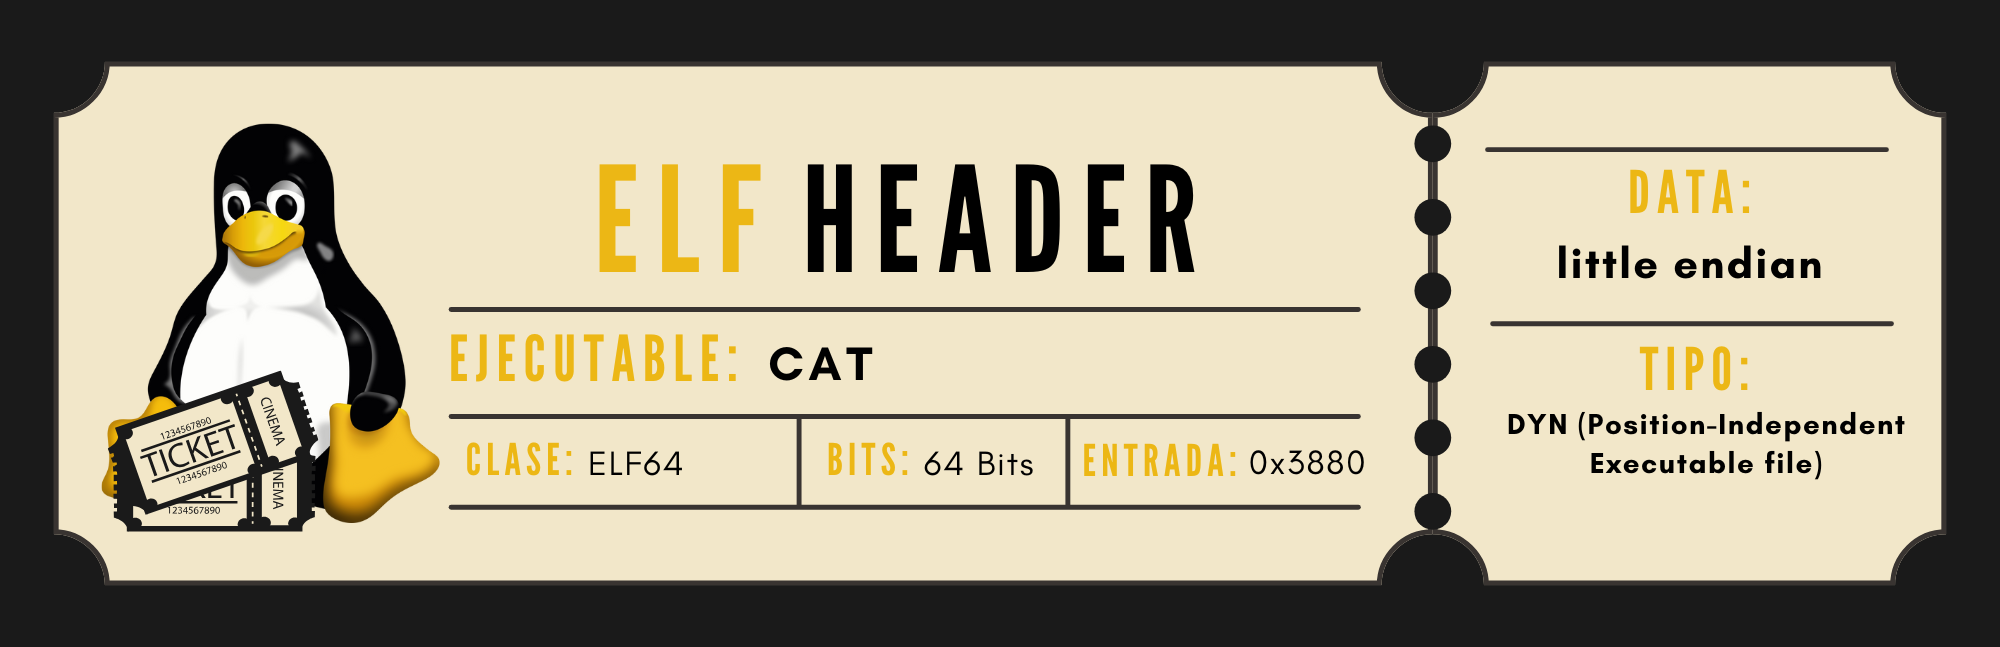 ELF HEADER
EJECUTABLE: CAT
CLASE: ELF64
BITS: 64 Bits
ENTRADA: 0x3880
DATA:
little endian
TIPO:
DYN (Position-Independent
Executable file)
1234567890
TICKET
1234567890
CINEMA
1234567890